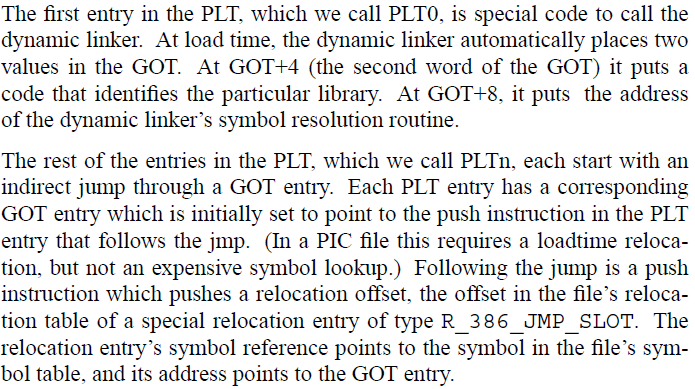 The first entry in the PLT, which we call PLT0, is special code to call the
dynamic linker. At load time, the dynamic linker automatically places two
values in the GOT. At GOT+4 (the second word of the GOT) it puts a
code that identifies the particular library. At GOT+8, it puts the address
of the dynamic linker's symbol resolution routine.
The rest of the entries in the PLT, which we call PLTn, each start with an
indirect jump through a GOT entry. Each PLT entry has a corresponding
GOT entry which is initially set to point to the push instruction in the PLT
entry that follows the jmp. (In a PIC file this requires a loadtime reloca-
tion, but not an expensive symbol lookup.) Following the jump is a push
instruction which pushes a relocation offset, the offset in the file's reloca-
tion table of a special relocation entry of type R_386_JMP_SLOT. The
relocation entry's symbol reference points to the symbol in the file's sym-
bol table, and its address points to the GOT entry.